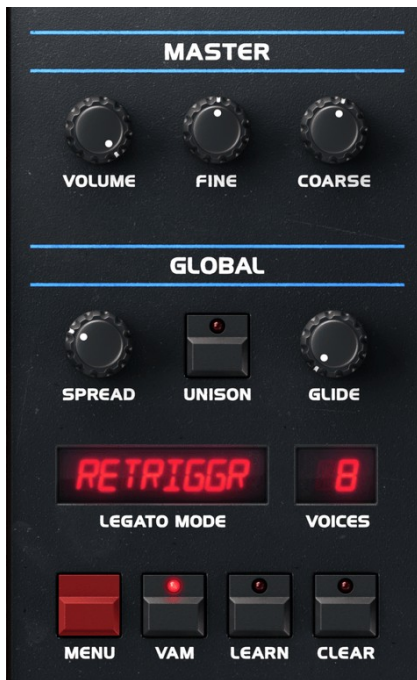 MASTER
VOLUME FINE COARSE
GLOBAL
SPREAD UNISON GLIDE
RETRIGGR 8
LEGATO MODE VOICES
MENU VAM LEARN CLEAR